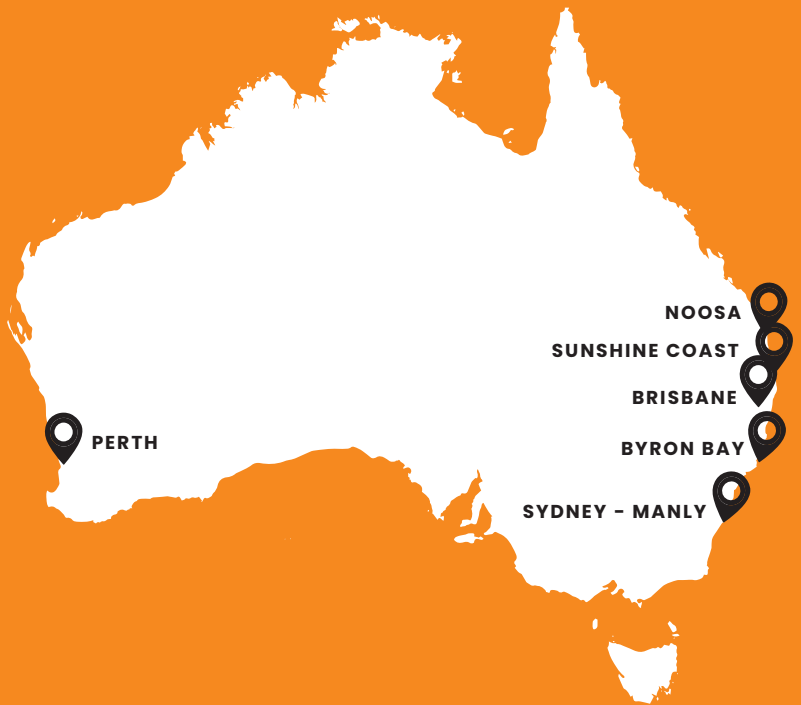 NOOSA
SUNSHINE COAST
BRISBANE
PERTH
BYRON BAY
SYDNEY - MANLY